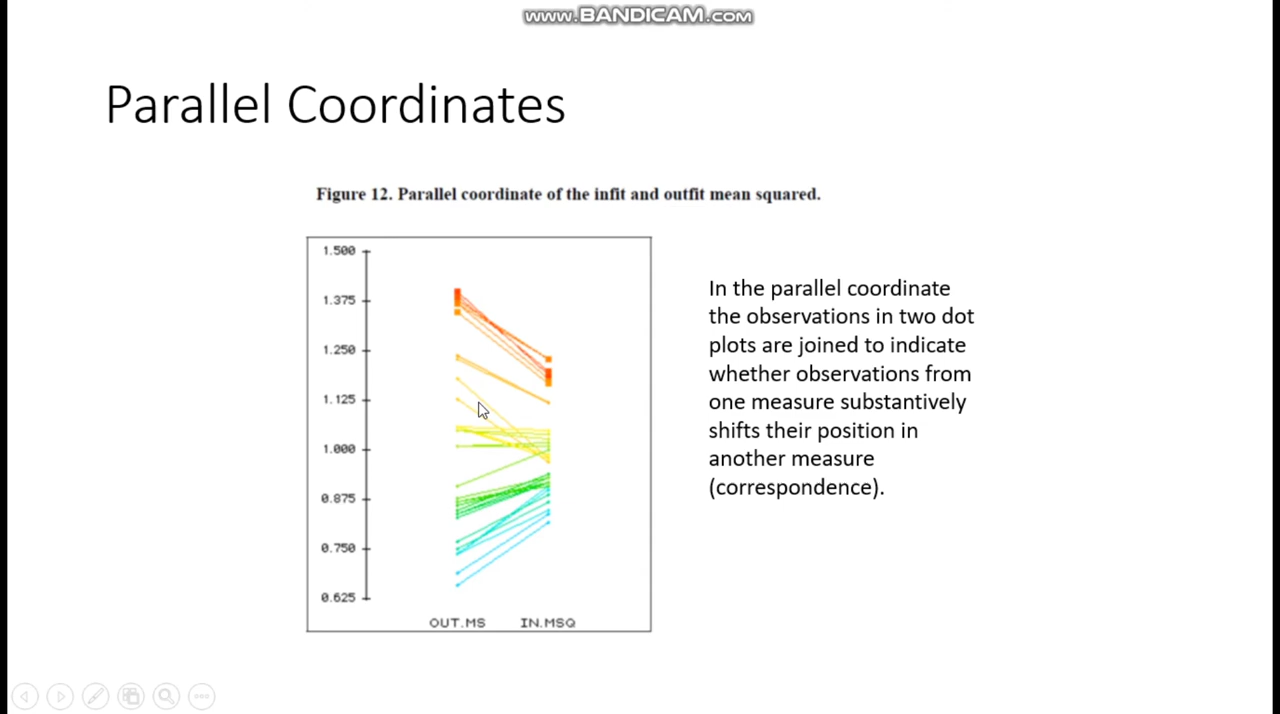 www.BANDICAM.com
Parallel Coordinates
Figure 12. Parallel coordinate of the infit and outfit mean squared.
1.500
1.375
1.250
1.125
1.000
0.875
0.750
0.625
OUT.MS IN.MSQ
In the parallel coordinate
the observations in two dot
plots are joined to indicate
whether observations from
one measure substantively
shifts their position in
another measure
(correspondence).